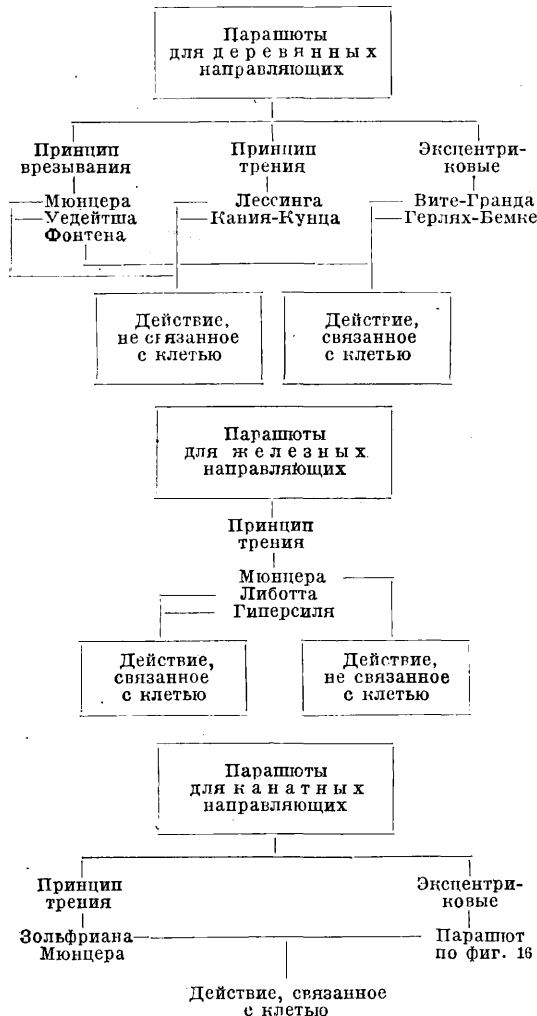 Парашюты
для деревянных
направляющих
Принцип
врезывания
Принцип
трения
Эксцентри-
ковые
Мюнцера
Уедейтша
Фонтена
Лессинга
Кания-Кунца
Вите-Гранда
Герлях-Бемке
Действие,
не связанное
с клетью
Действие,
связанное
с клетью
Парашюты
для железных
направляющих
Принцип
трения
Мюнцера
Либотта
Гиперсиля
Действие,
связанное
с клетью
Действие,
не связанное
с клетью
Парашюты
для канатных
направляющих
Принцип
трения
Эксцентри-
ковые
Зольфриана
Мюнцера
Парашют
по фиг. 16
Действие, связанное
с клетью